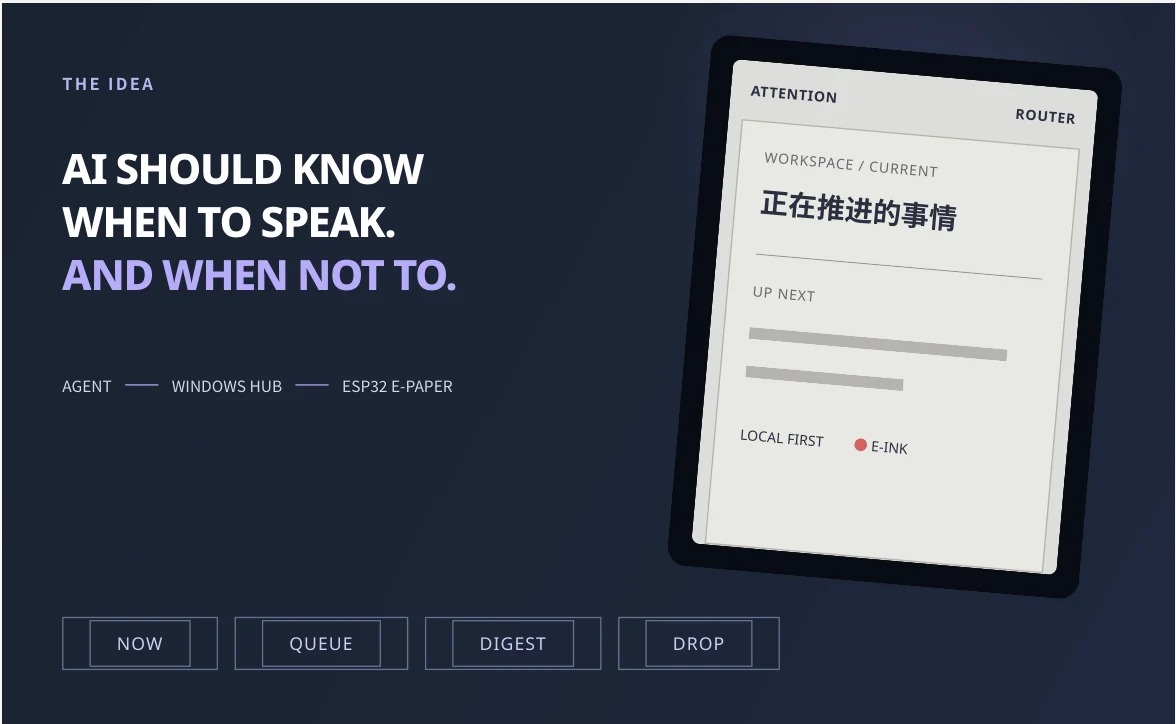 THE IDEA
AI SHOULD KNOW
WHEN TO SPEAK.
AND WHEN NOT TO.
AGENT WINDOWS HUB ESP32 E-PAPER
ATTENTION ROUTER
WORKSPACE / CURRENT
正在推进的事情
UP NEXT
LOCAL FIRST E-INK
NOW QUEUE DIGEST DROP